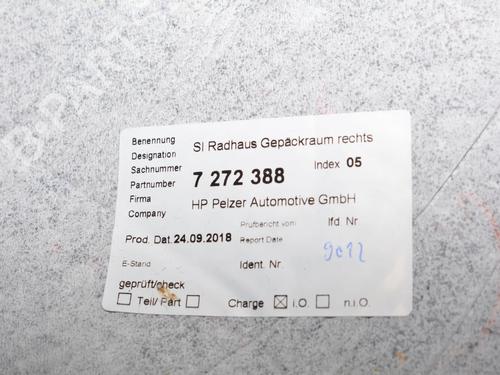 B-PARTS
Benennung
Designation SI Radhaus Gepäckraum rechts
Sachnummer Index 05
Partnumber 7 272 388
Firma HP Pelzer Automotive GmbH
Company
Prüfbericht vom lfd. Nr
Prod. Dat. 24.09.2018 Report Date
E-Stand Ident. Nr.
geprüft/check
Teil/ Part Charge i.O. n.i.O.